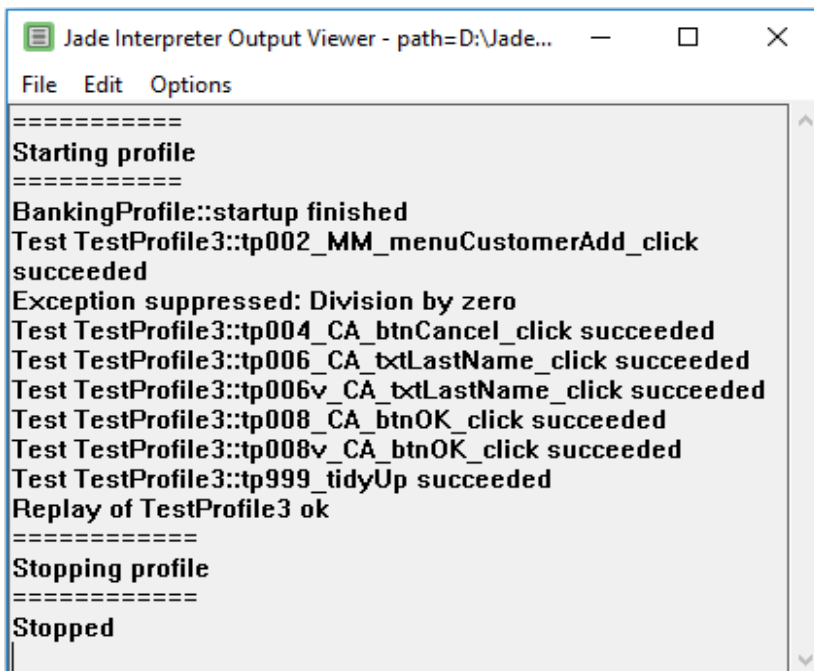 Jade Interpreter Output Viewer - path=D:\Jade...
File Edit Options
===========
Starting profile
===========
BankingProfile::startup finished
Test TestProfile3::tp002_MM_menuCustomerAdd_click
succeeded
Exception suppressed: Division by zero
Test TestProfile3::tp004_CA_btnCancel_click succeeded
Test TestProfile3::tp006_CA_txtLastName_click succeeded
Test TestProfile3::tp006v_CA_txtLastName_click succeeded
Test TestProfile3::tp008_CA_btnOK_click succeeded
Test TestProfile3::tp008v_CA_btnOK_click succeeded
Test TestProfile3::tp999_tidyUp succeeded
Replay of TestProfile3 ok
============
Stopping profile
============
Stopped